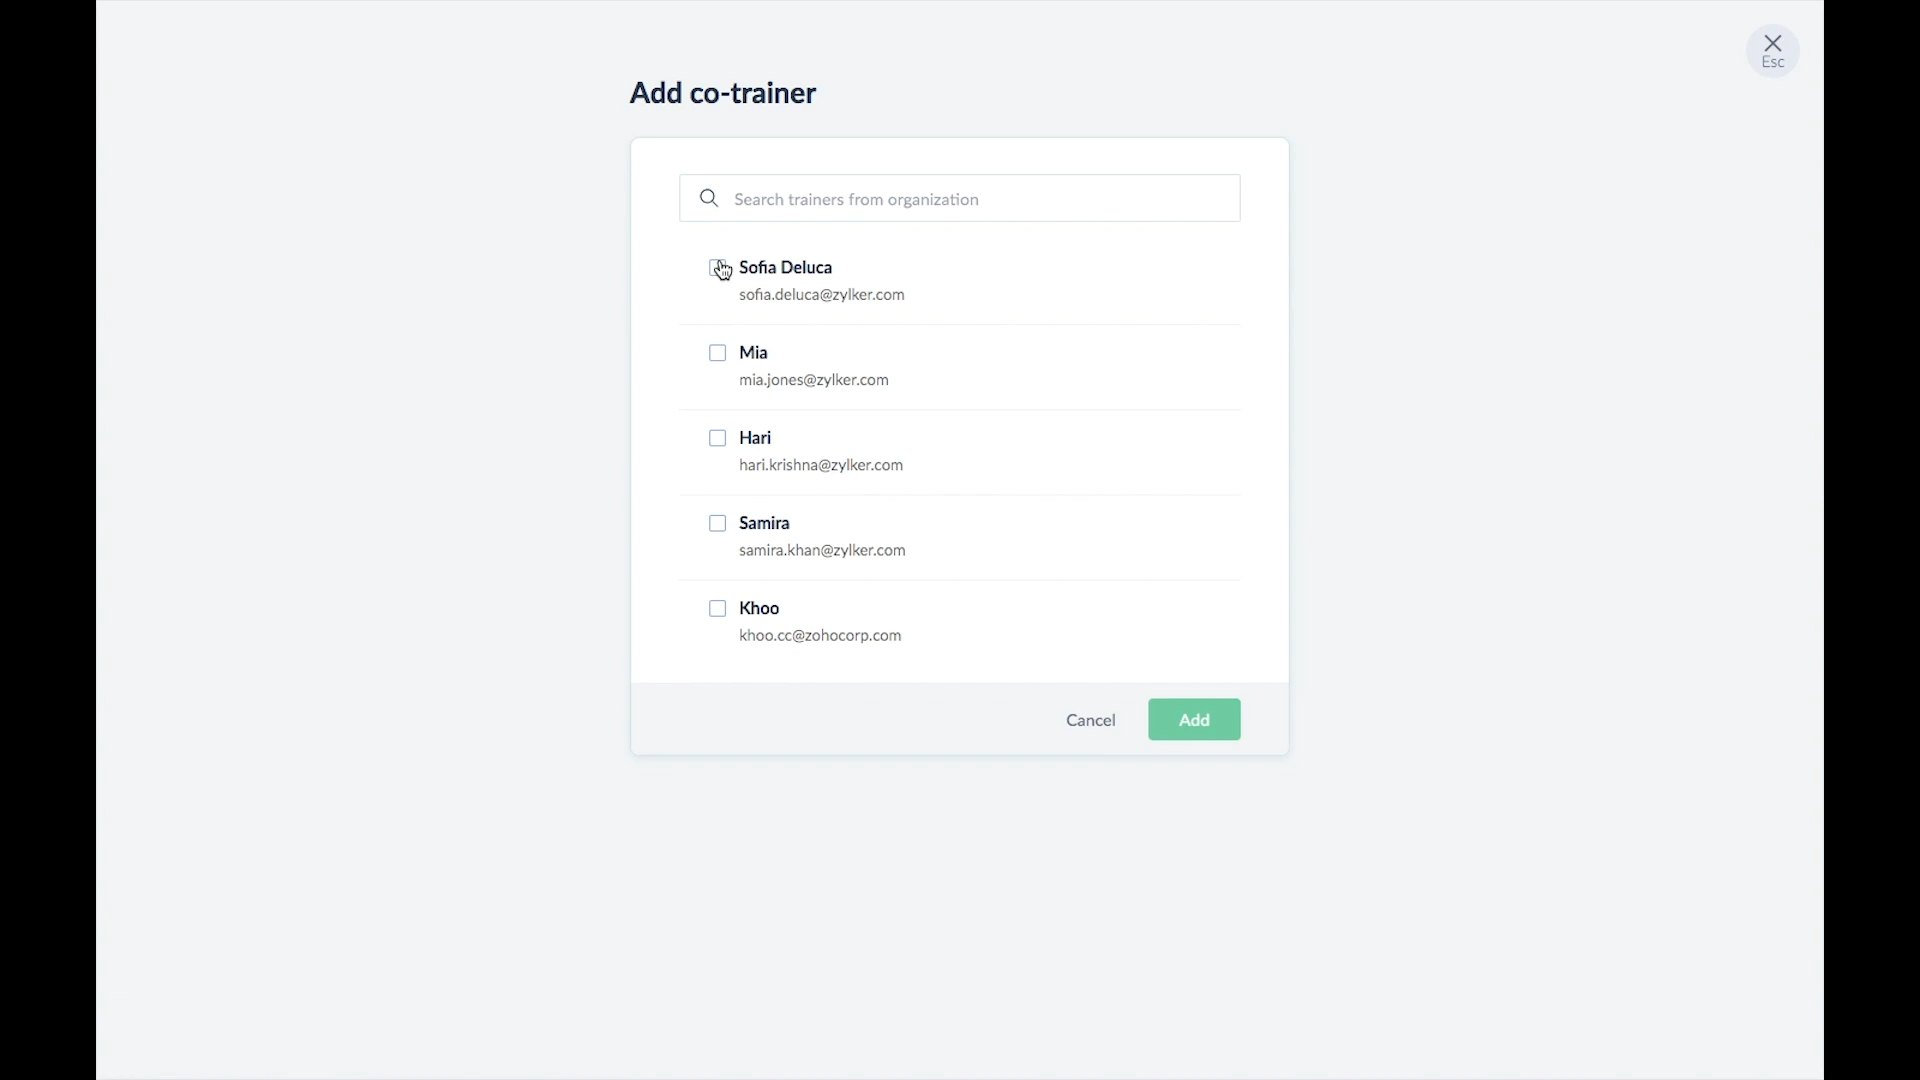 Esc
Add co-trainer
Search trainers from organization
Sofia Deluca
sofia.deluca@zylker.com
Mia
mia.jones@zylker.com
Hari
hari.krishna@zylker.com
Samira
samira.khan@zylker.com
Khoo
khoo.cc@zohocorp.com
Cancel
Add